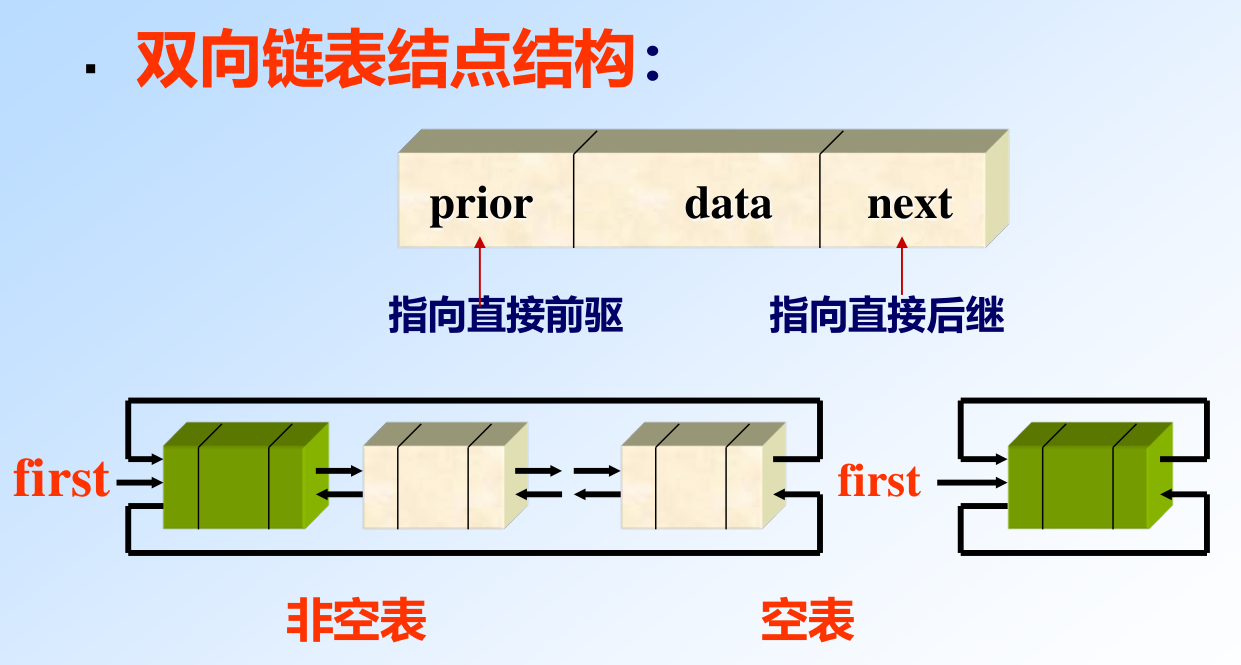 ▪ 双向链表结点结构：
prior data next
指向直接前驱 指向直接后继
first first
非空表 空表